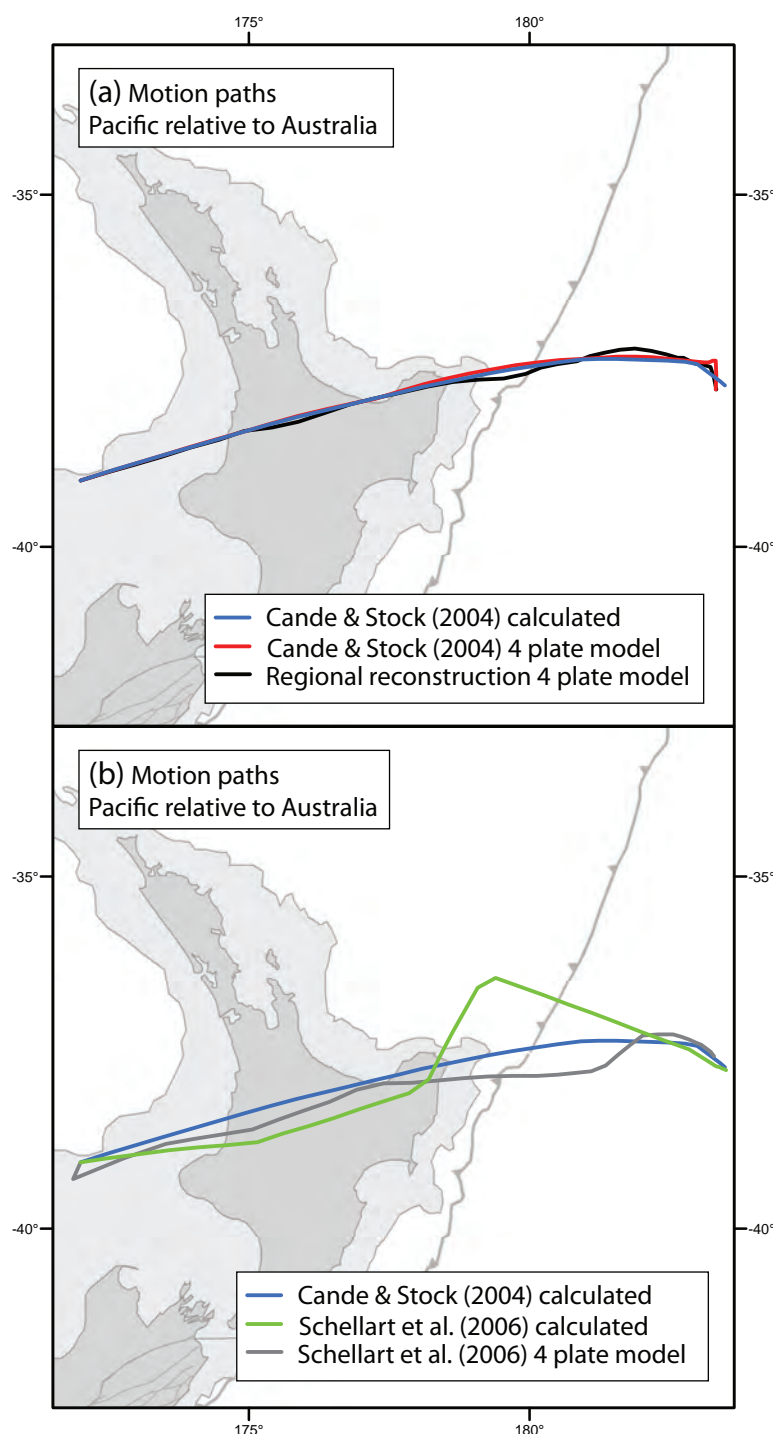 175°
180°
(a) Motion paths
Pacific relative to Australia
-35°
-35°
-40°
-40°
Cande & Stock (2004) calculated
Cande & Stock (2004) 4 plate model
Regional reconstruction 4 plate model
(b) Motion paths
Pacific relative to Australia
-35°
-35°
-40°
-40°
Cande & Stock (2004) calculated
Schellart et al. (2006) calculated
Schellart et al. (2006) 4 plate model
175°
180°